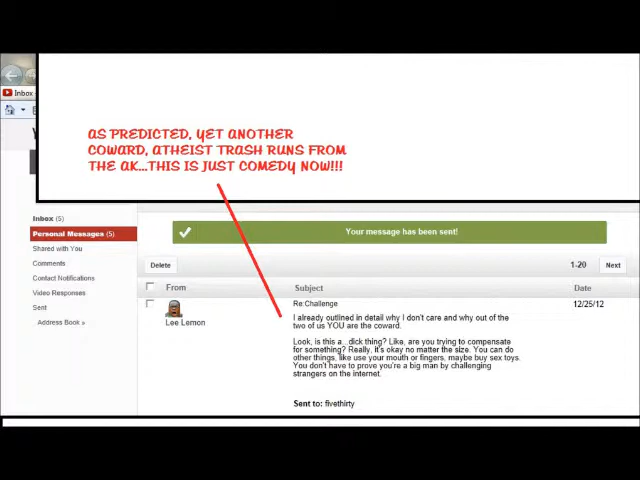 AS PREDICTED, YET ANOTHER
COWARD, ATHEIST TRASH RUNS FROM
THE AK...THIS IS JUST COMEDY NOW!!!
Inbox
Inbox (5)
Personal Messages (5)
Shared with You
Comments
Contact Notifications
Video Responses
Sent
Address Book »
Your message has been sent!
Delete
1-20
Next
From
Subject
Date
Lee Lemon
Re:Challenge
12/25/12
I already outlined in detail why I don't care and why out of the
two of us YOU are the coward.
Look, is this a...dick thing? Like, are you trying to compensate
for something? Really, it's okay no matter the size. You can do
other things, like use your mouth or fingers, maybe buy sex toys.
You don't have to prove you're a big man by challenging
strangers on the internet.
Sent to: fivethirty